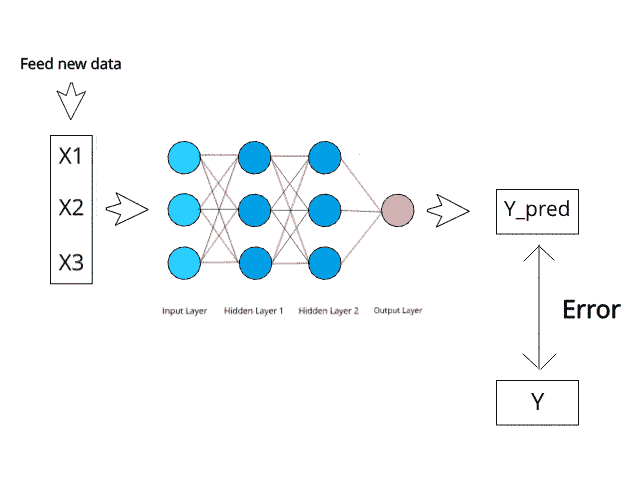 Feed new data
X1
X2
X3
Input Layer
Hidden Layer 1
Hidden Layer 2
Output Layer
Y_pred
Error
Y